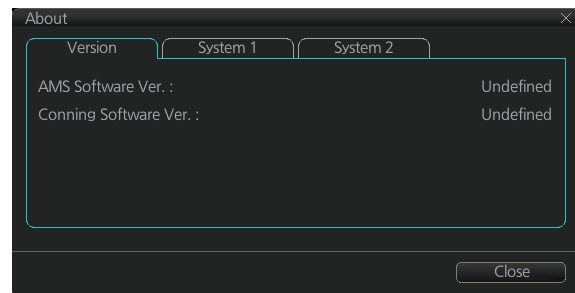 About
Version System 1 System 2
AMS Software Ver. : Undefined
Conning Software Ver. : Undefined
Close